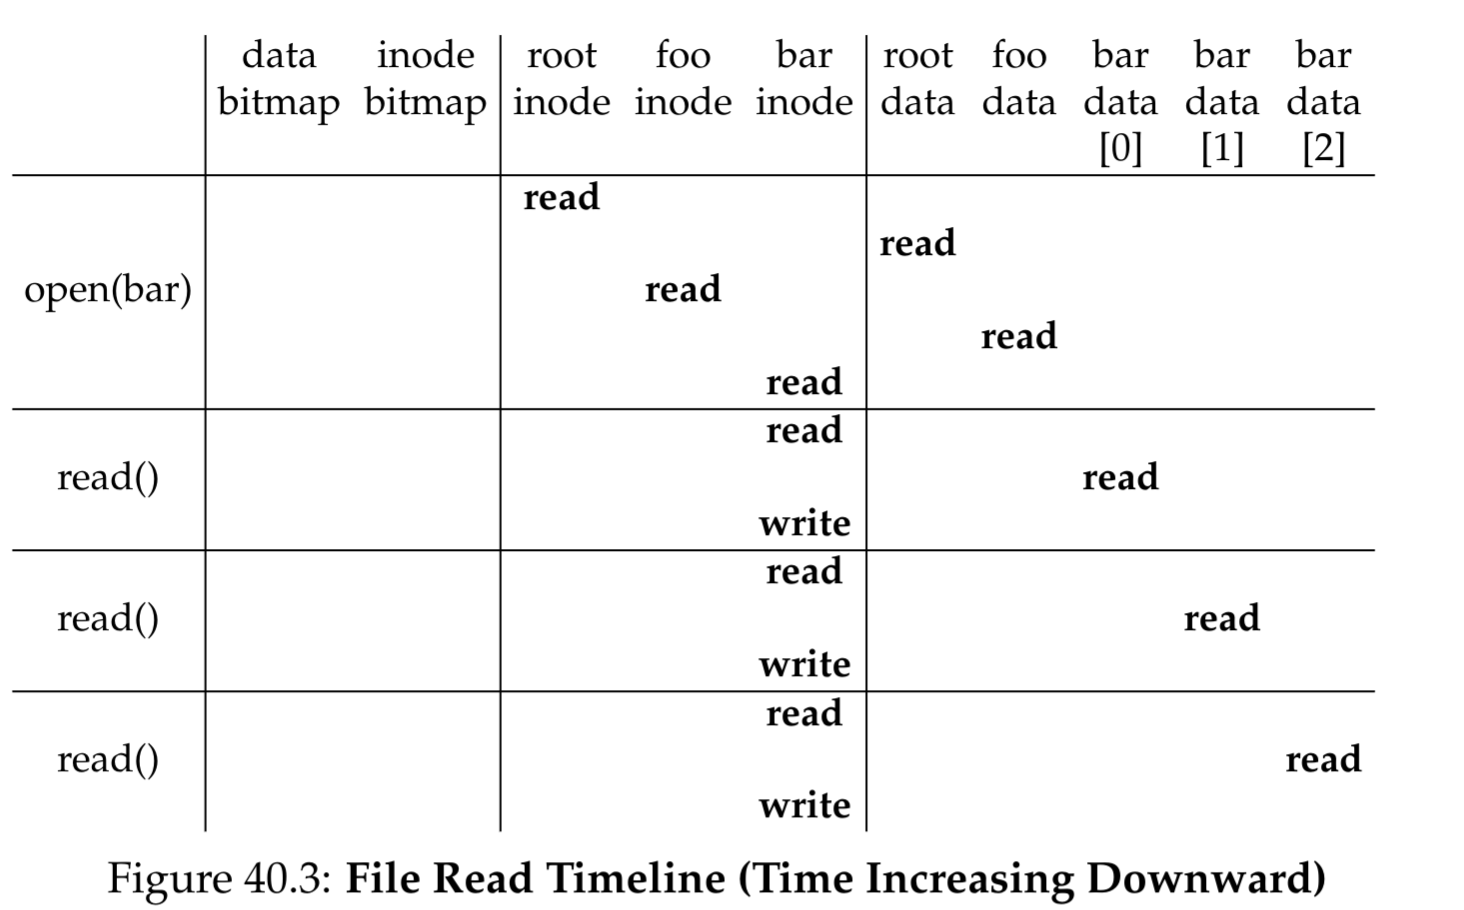 data inode root foo bar root foo bar bar bar
bitmap bitmap inode inode inode data data data data data
[0] [1] [2]
read
read
open(bar) read
read
read
read
read() read
write
read
read() read
write
read
read() read
write
Figure 40.3: File Read Timeline (Time Increasing Downward)